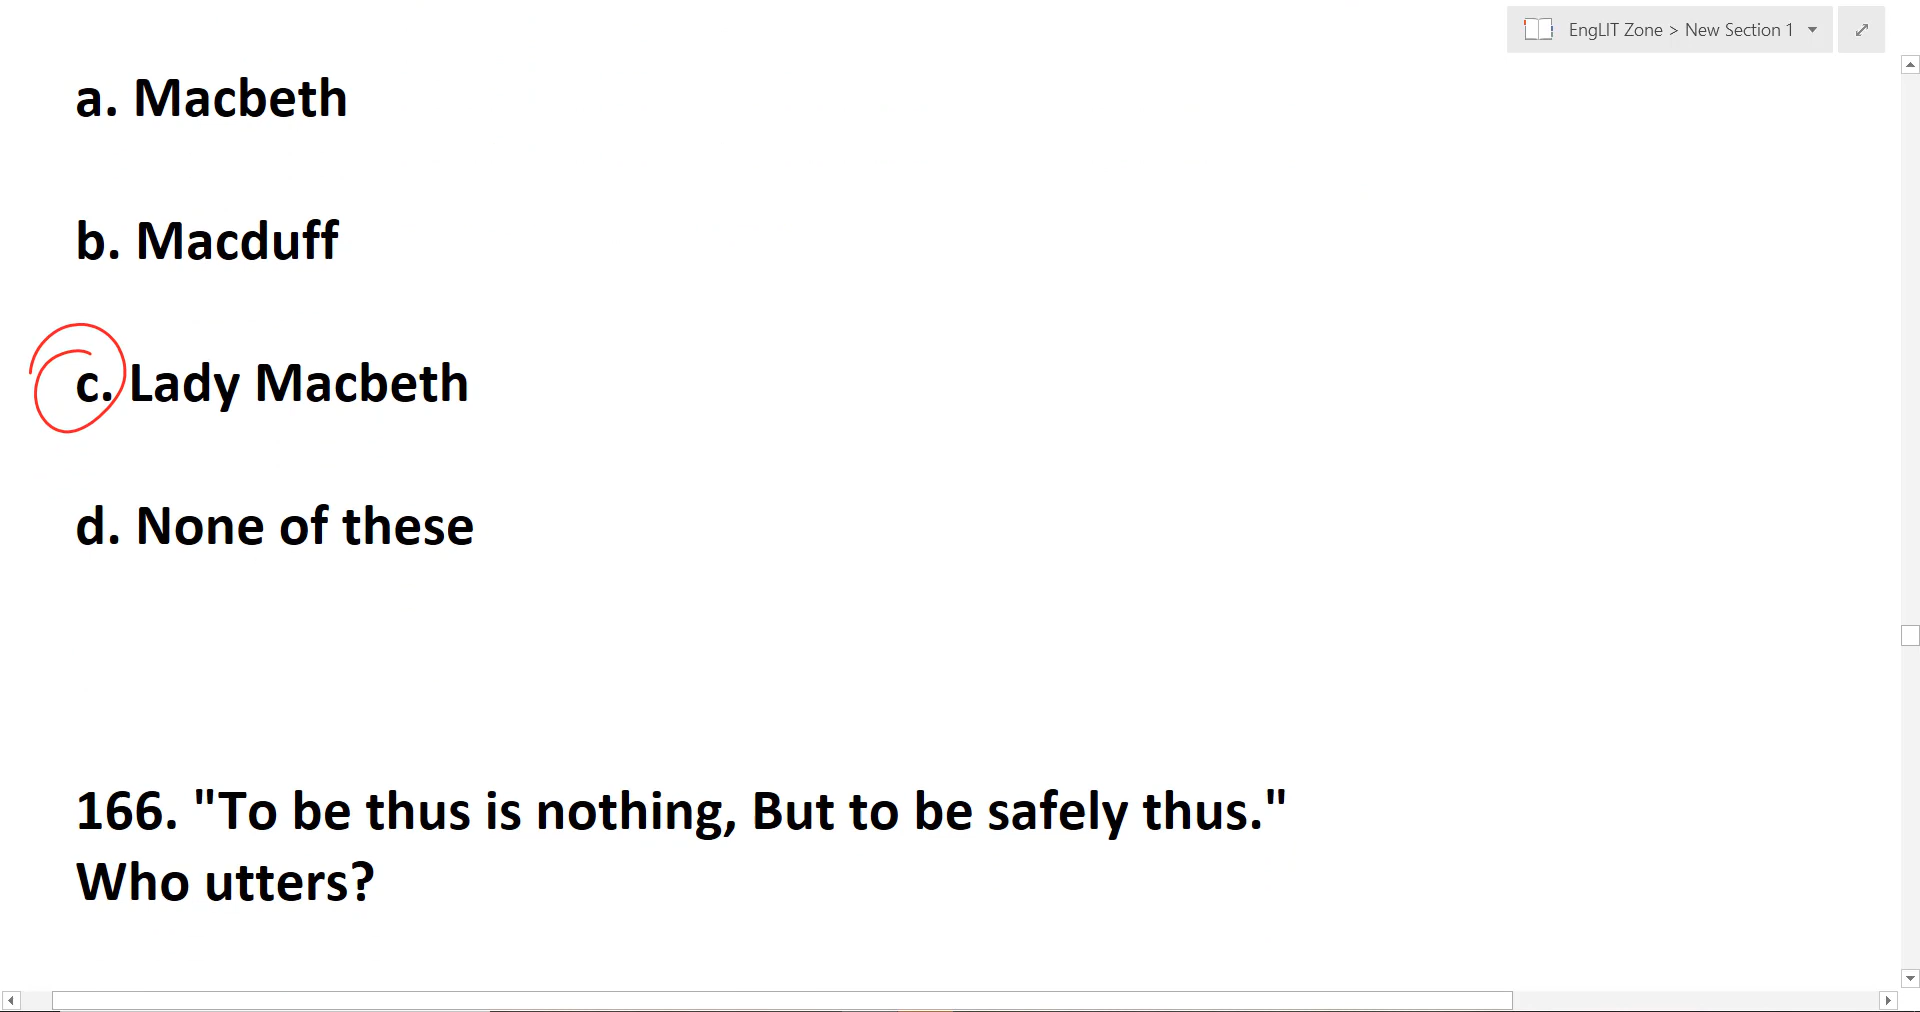 EngLIT Zone > New Section 1
a. Macbeth
b. Macduff
c. Lady Macbeth
d. None of these
166. "To be thus is nothing, But to be safely thus."
Who utters?